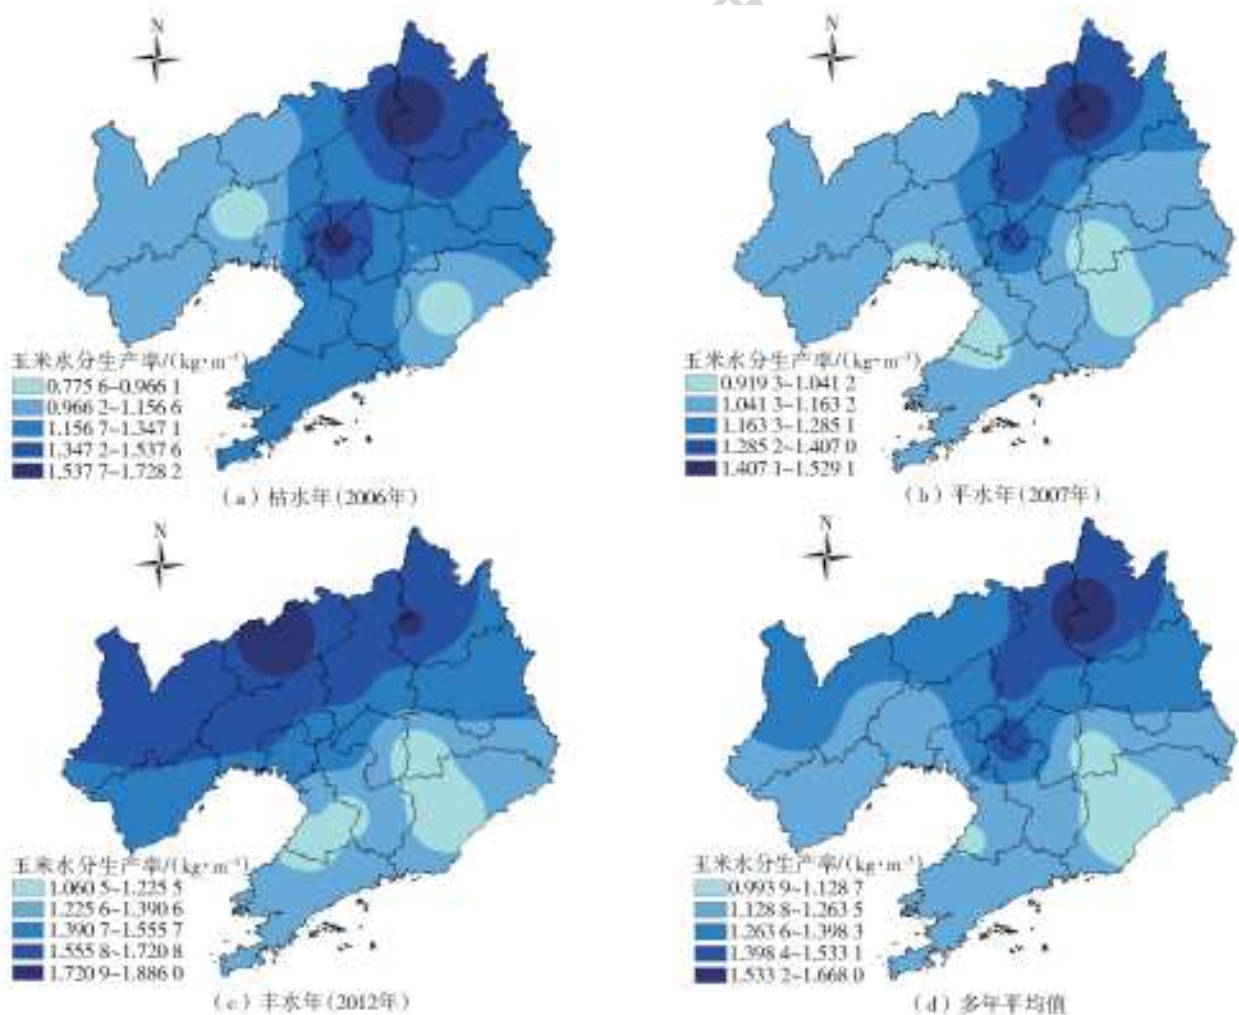 N
N
玉米水分生产率/(kg·m⁻³)
0.775 6~0.966 1
0.966 2~1.156 6
1.156 7~1.347 1
1.347 2~1.537 6
1.537 7~1.728 2
(a)枯水年(2006年)
玉米水分生产率/(kg·m⁻³)
0.919 3~1.041 2
1.041 3~1.163 2
1.163 3~1.285 1
1.285 2~1.407 0
1.407 1~1.529 1
(b)平水年(2007年)
N
N
玉米水分生产率/(kg·m⁻³)
1.060 5~1.225 5
1.225 6~1.390 6
1.390 7~1.555 7
1.555 8~1.720 8
1.720 9~1.886 0
(c)丰水年(2012年)
玉米水分生产率/(kg·m⁻³)
0.993 9~1.128 7
1.128 8~1.263 5
1.263 6~1.398 3
1.398 4~1.533 1
1.533 2~1.668 0
(d)多年平均值